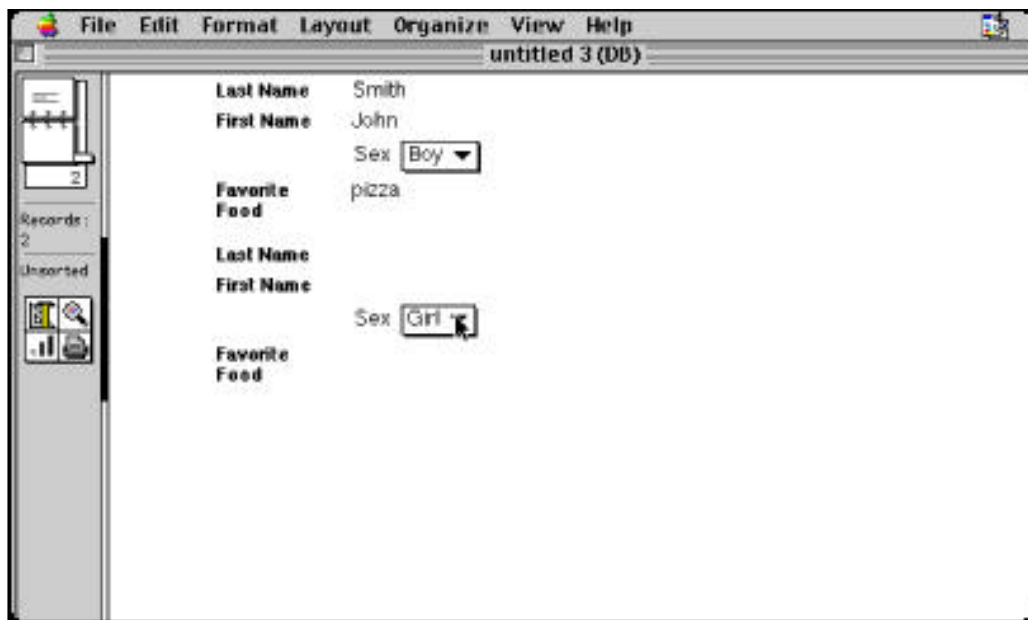 File Edit Format Layout Organize View Help
untitled 3 (DB)
2
Records:
2
Unsorted
Last Name Smith
First Name John
Sex Boy
Favorite pizza
Food
Last Name
First Name
Sex Girl
Favorite
Food